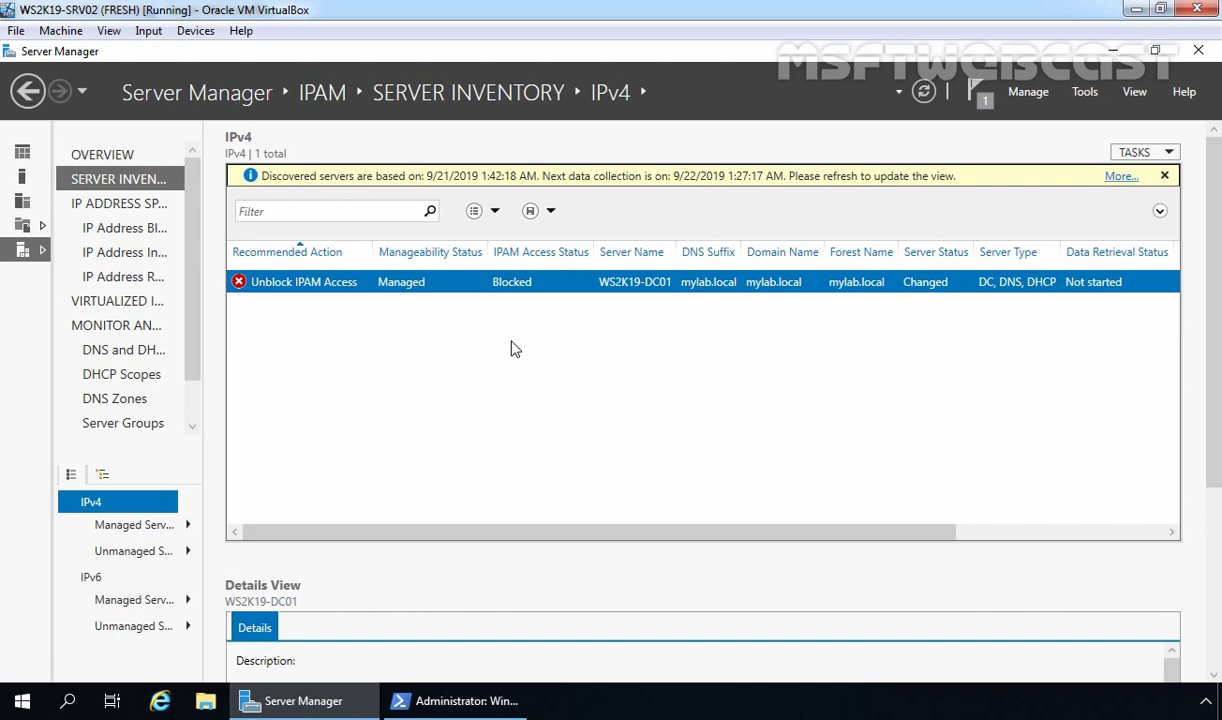 WS2K19-SRV02 (FRESH) [Running] - Oracle VM VirtualBox
File Machine View Input Devices Help
Server Manager
MSFTWEBCAST
Server Manager IPAM SERVER INVENTORY IPv4
1
Manage Tools View Help
OVERVIEW
SERVER INVEN...
IP ADDRESS SP...
IP Address Bl...
IP Address In...
IP Address R...
VIRTUALIZED I...
MONITOR AN...
DNS and DH...
DHCP Scopes
DNS Zones
Server Groups
IPv4
Managed Serv...
Unmanaged S...
IPv6
Managed Serv...
Unmanaged S...
IPv4
IPv4 | 1 total
TASKS
Discovered servers are based on: 9/21/2019 1:42:18 AM. Next data collection is on: 9/22/2019 1:27:17 AM. Please refresh to update the view. More...
Filter
Recommended Action Manageability Status IPAM Access Status Server Name DNS Suffix Domain Name Forest Name Server Status Server Type Data Retrieval Status
Unblock IPAM Access Managed Blocked WS2K19-DC01 mylab.local mylab.local mylab.local Changed DC, DNS, DHCP Not started
Details View
WS2K19-DC01
Details
Description:
Server Manager
Administrator: Win...